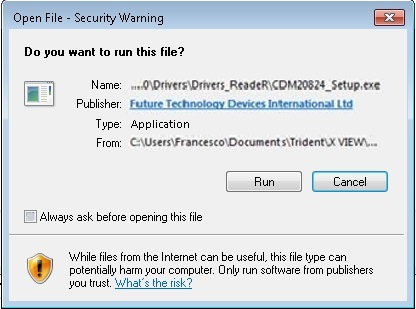 Open File - Security Warning
Do you want to run this file?
Name: ....0\Drivers\Drivers_ReadeR\CDM20824_Setup.exe
Publisher: Future Technology Devices International Ltd
Type: Application
From: C:\Users\Francesco\Documents\Trident\X VIEW\...
Run Cancel
Always ask before opening this file
While files from the Internet can be useful, this file type can
potentially harm your computer. Only run software from publishers
you trust. What's the risk?